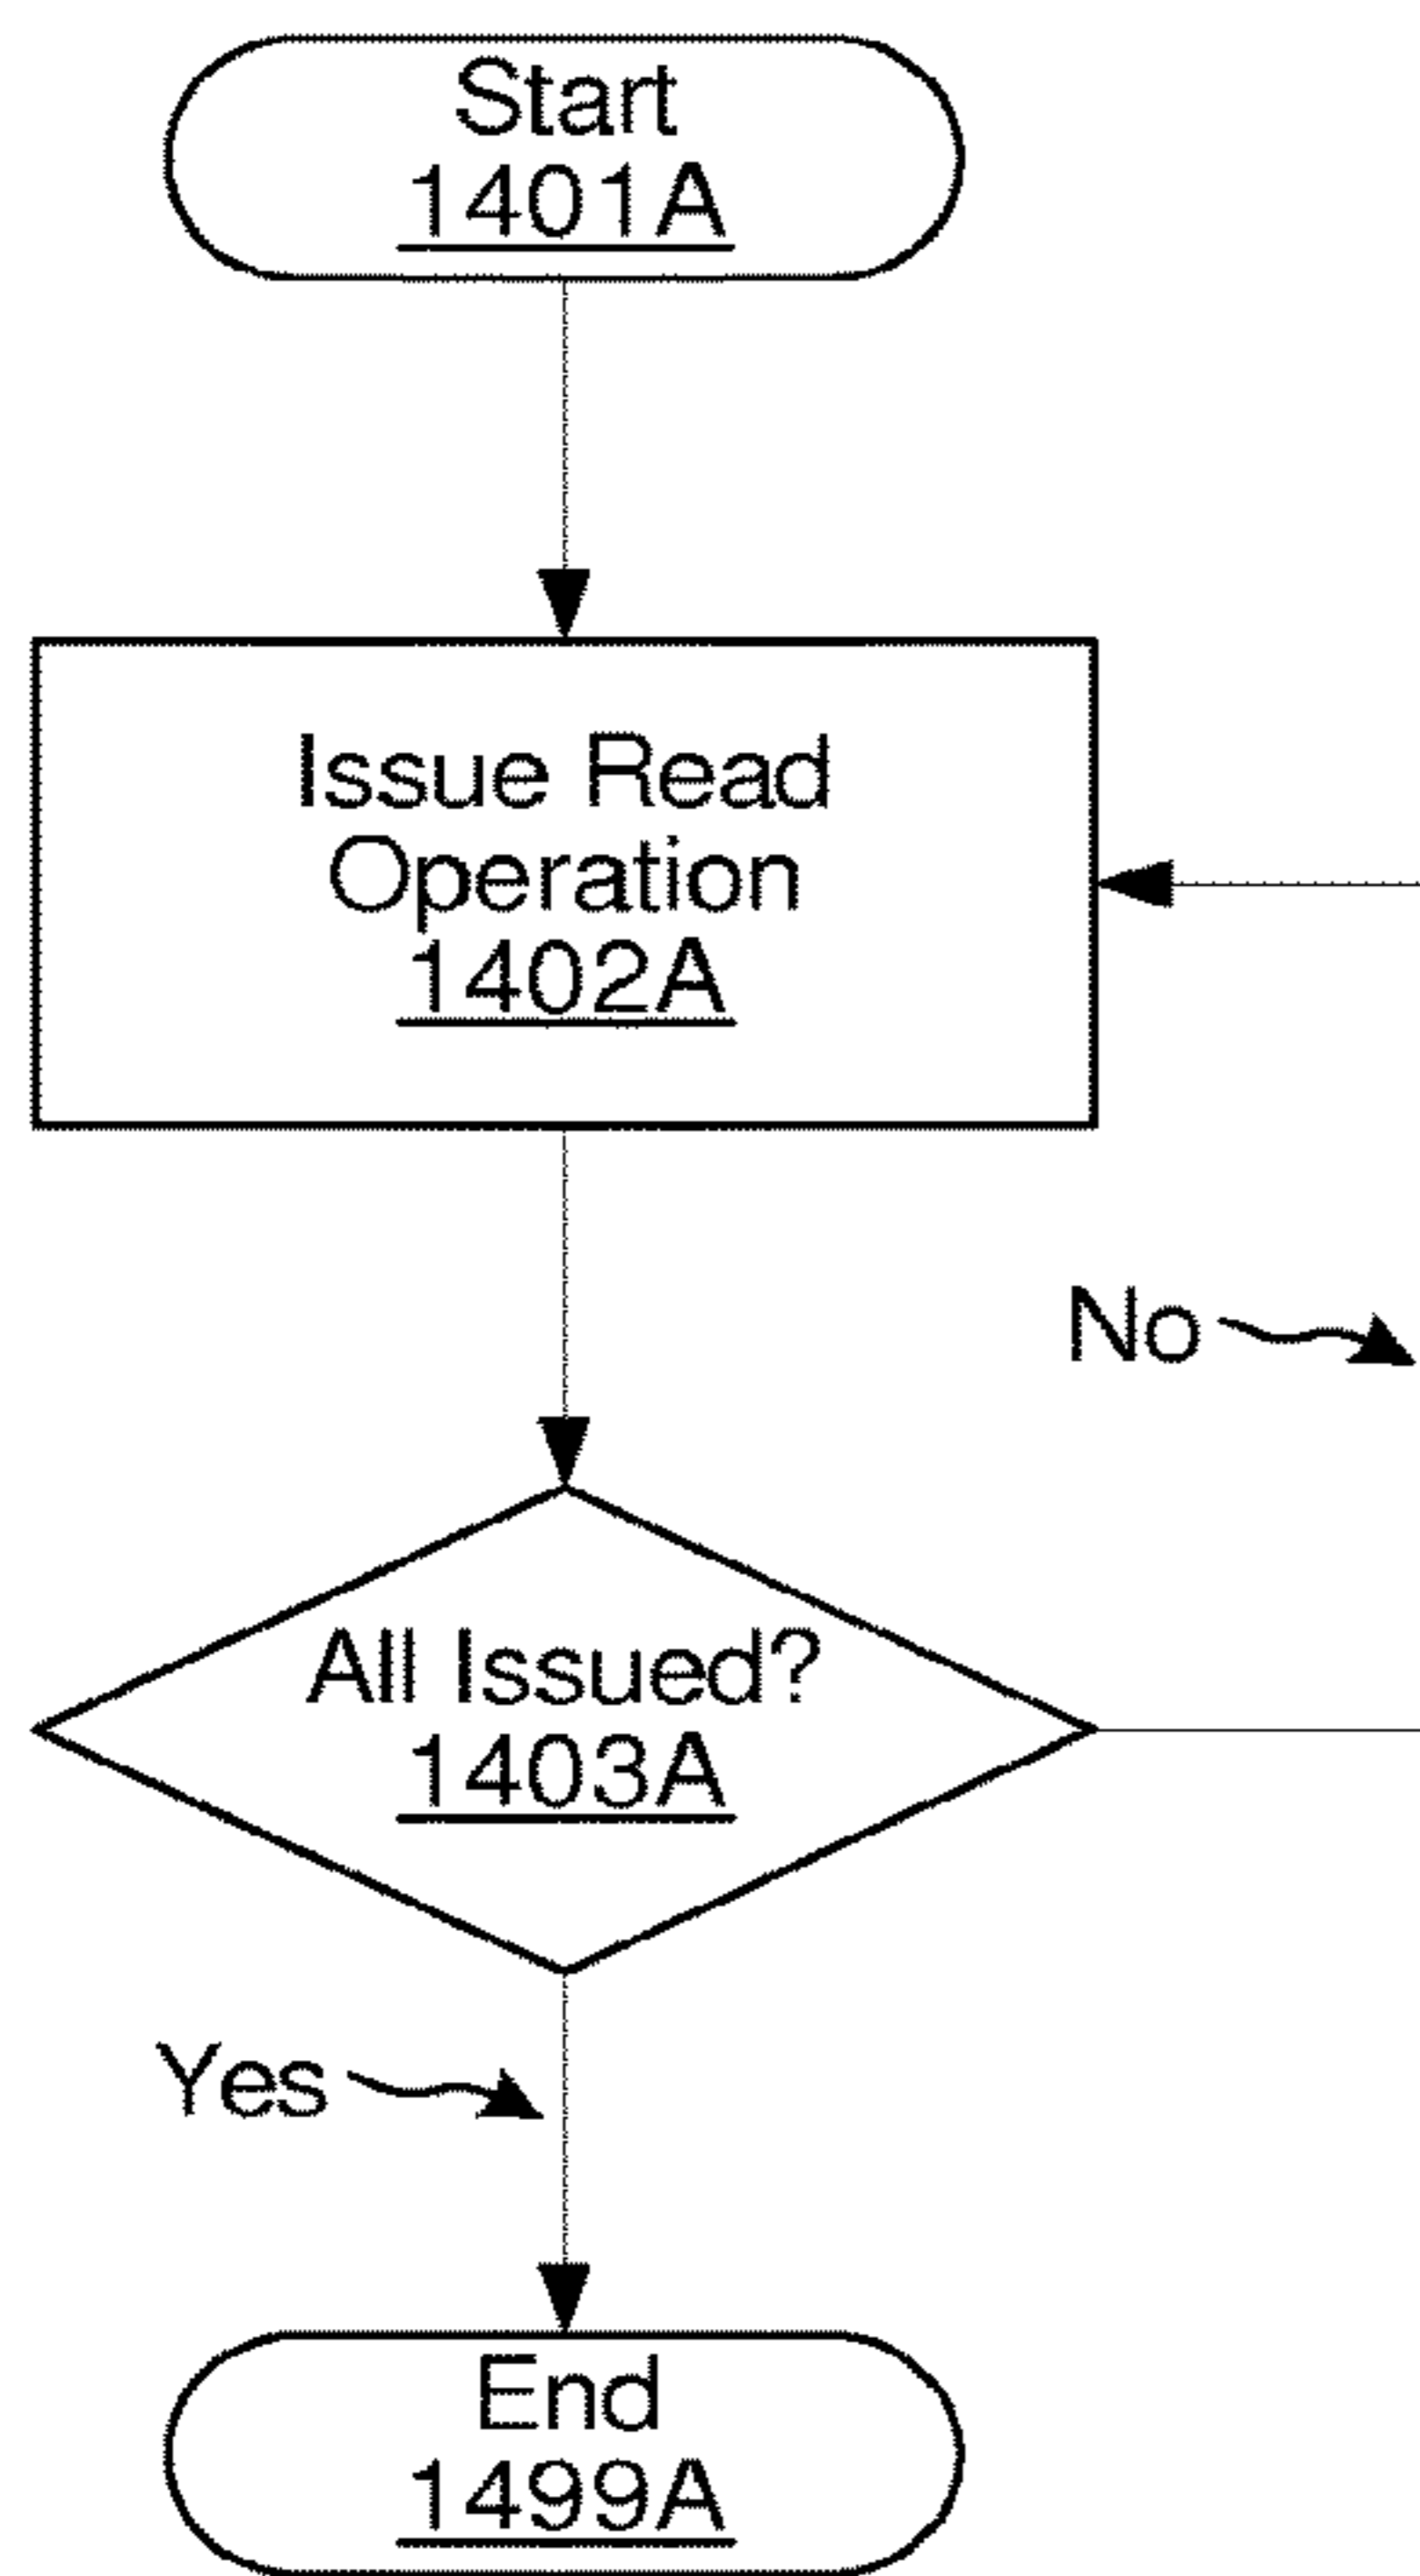 Start
1401A
Issue Read
Operation
1402A
No
All Issued?
1403A
Yes
End
1499A